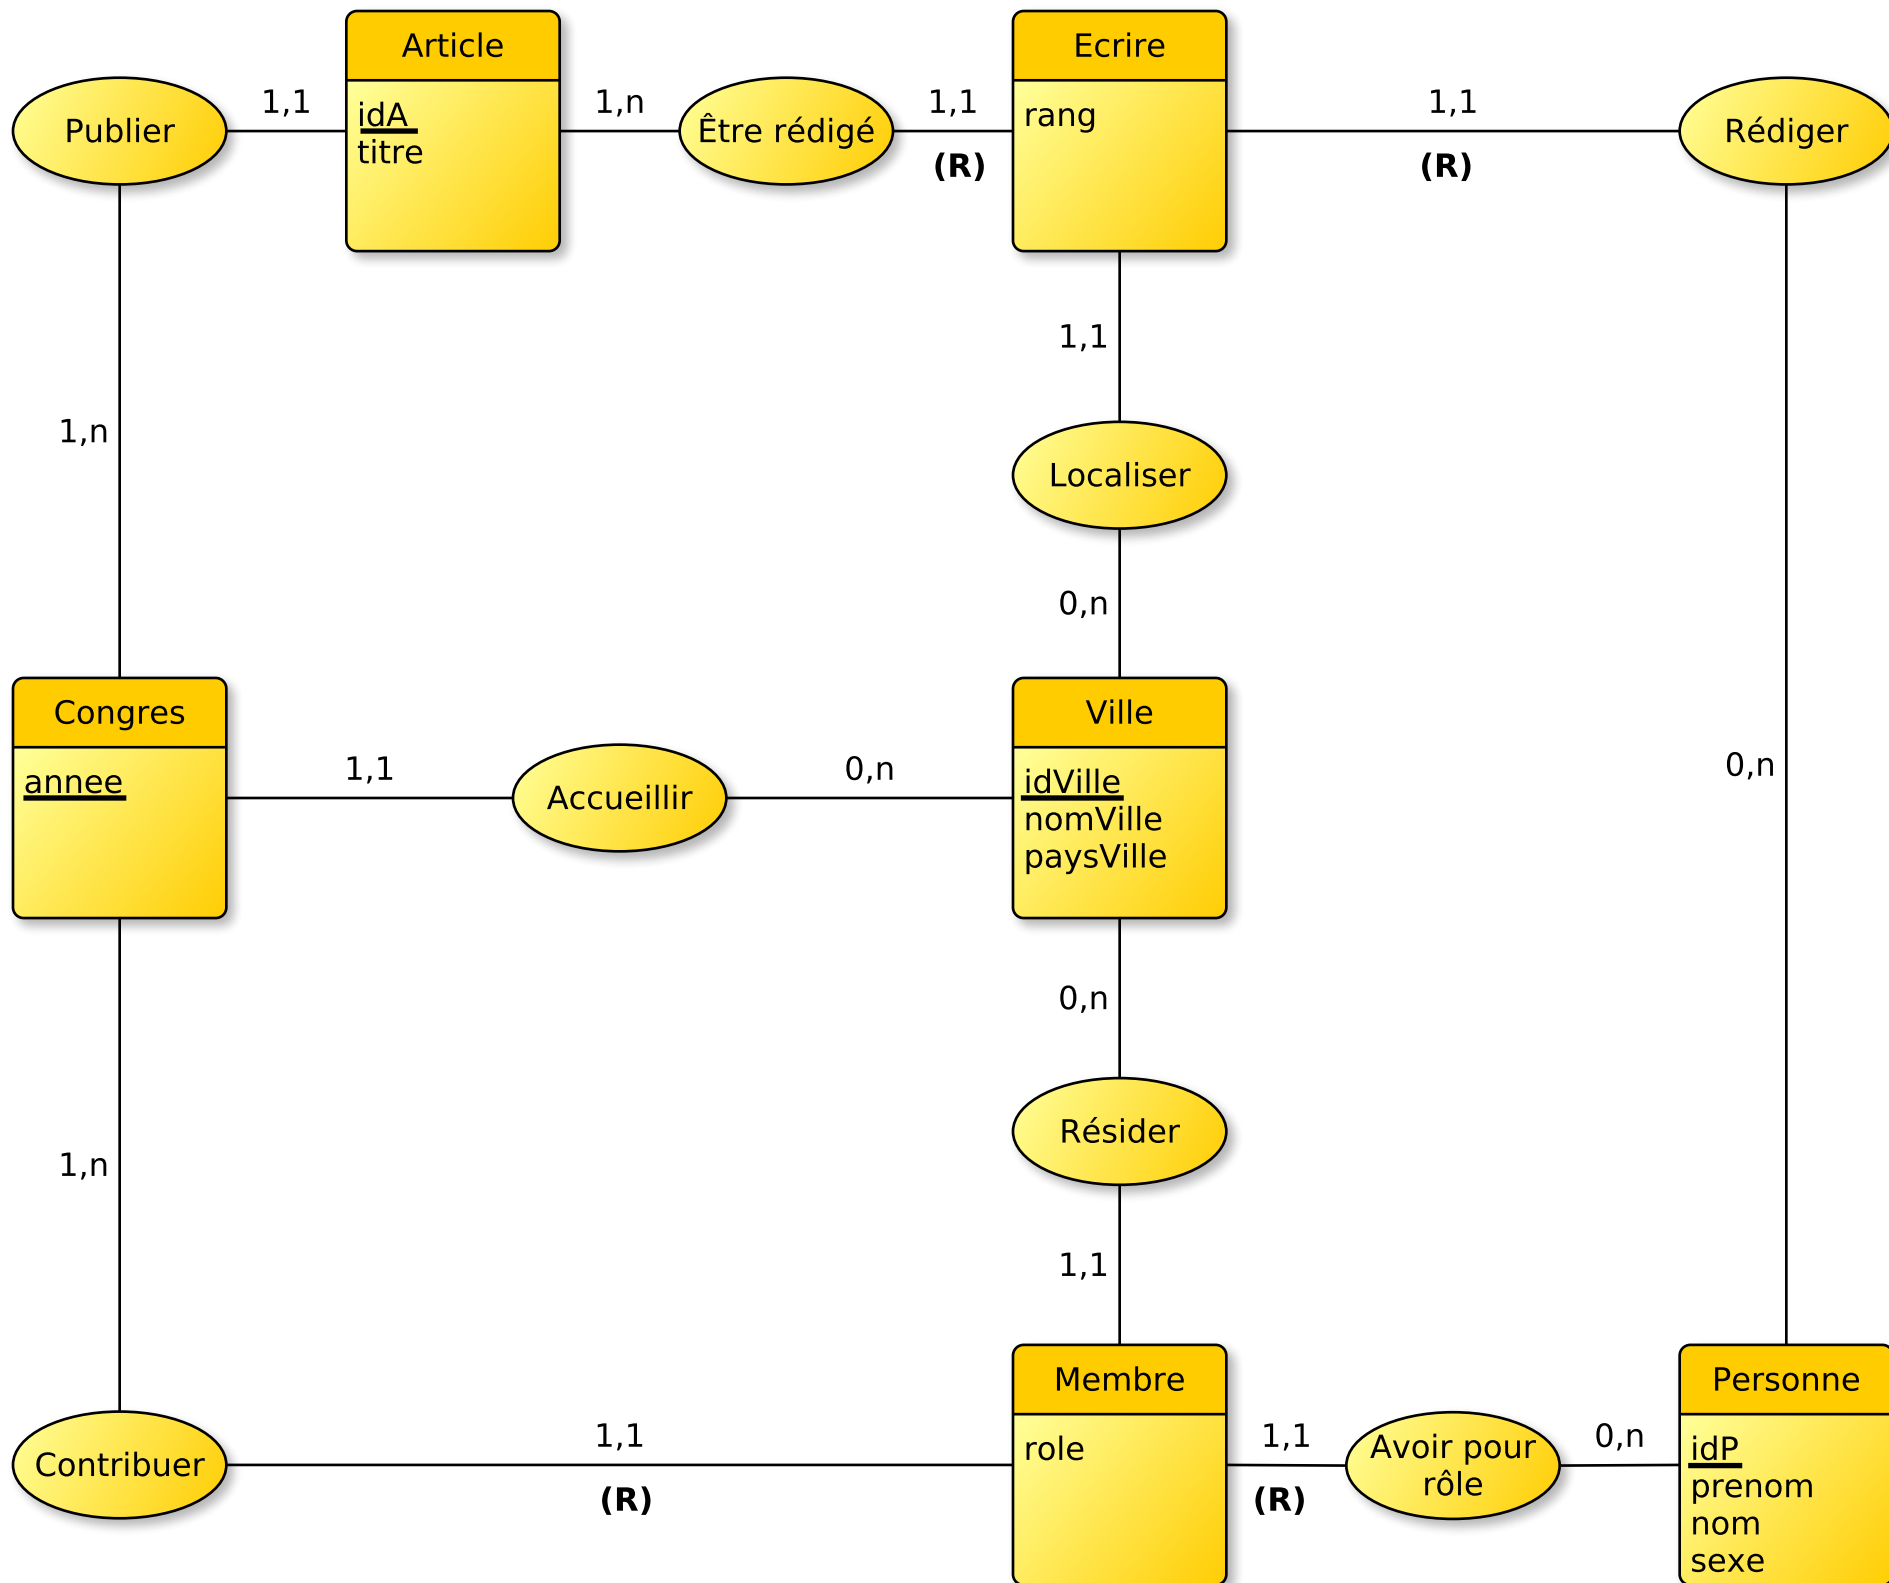 Article
Ecrire
Publier
1,1
idA
titre
1,n
Être rédigé
1,1
(R)
rang
1,1
(R)
Rédiger
1,1
1,n
Localiser
0,n
0,n
Congres
annee
1,1
Accueillir
0,n
Ville
idVille
nomVille
paysVille
0,n
1,n
Résider
1,1
Contribuer
1,1
(R)
Membre
role
1,1
(R)
Avoir pour
rôle
0,n
Personne
idP
prenom
nom
sexe